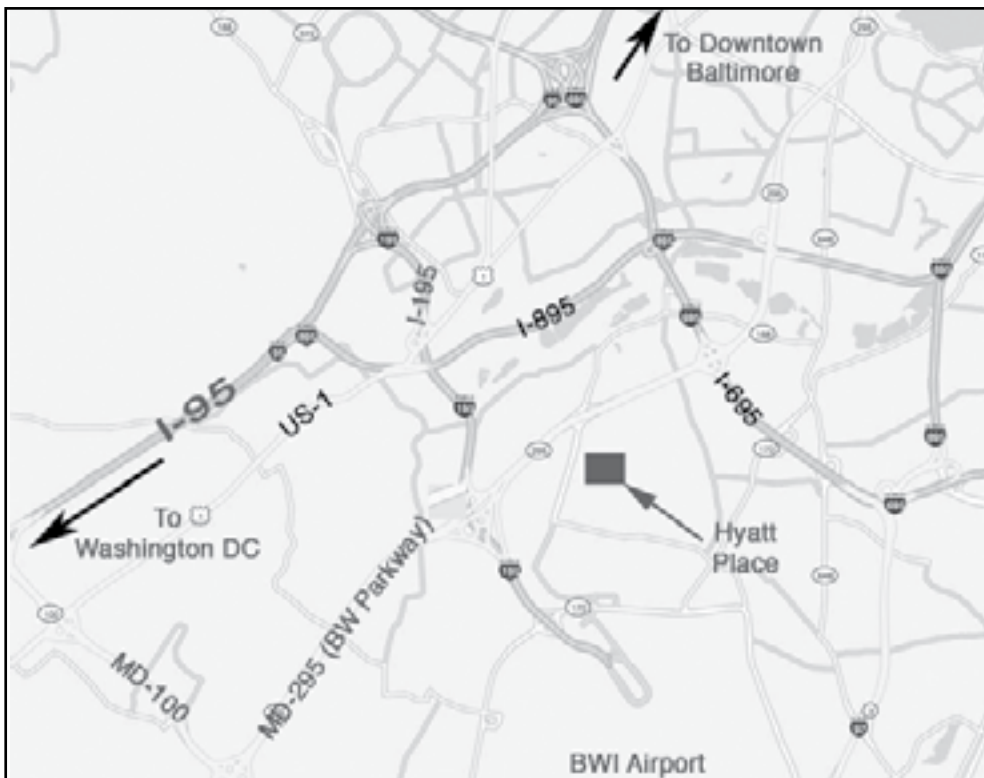 To Downtown
Baltimore
I-195
I-895
I-95
US-1
I-695
To
Washington DC
Hyatt
Place
MD-295 (BW Parkway)
MD-100
BWI Airport